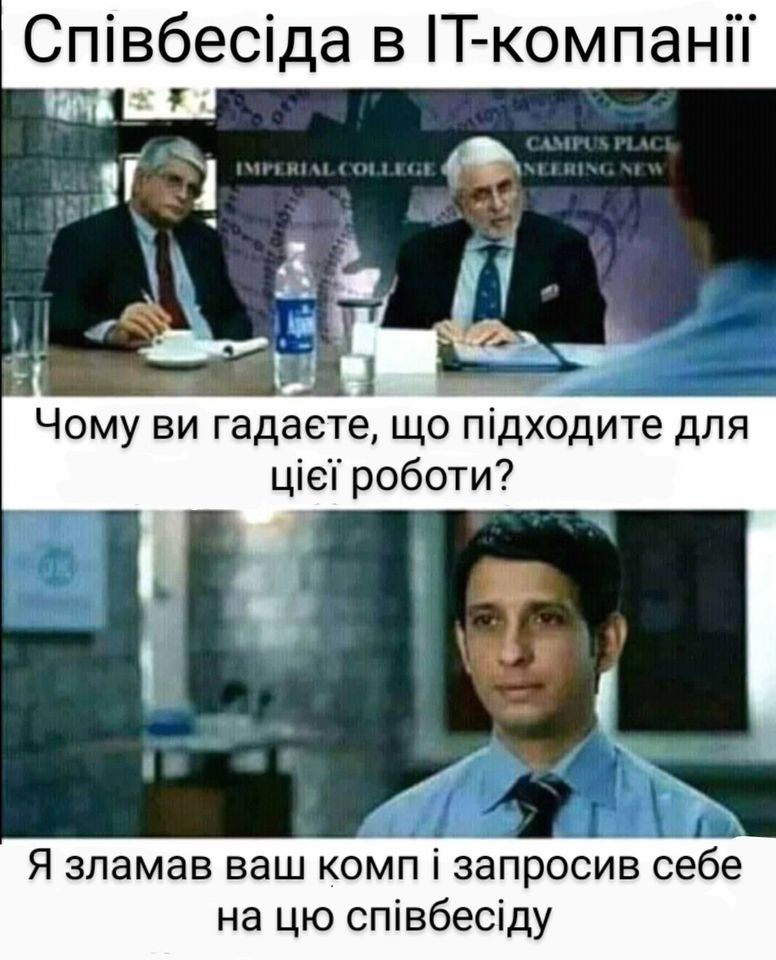 Співбесіда в ІТ-компанії
CAMPUS PLAC
IMPERIAL COLLEGE
NEERING NEW
Чому ви гадаєте, що підходите для
цієї роботи?
Я зламав ваш комп і запросив себе
на цю співбесіду